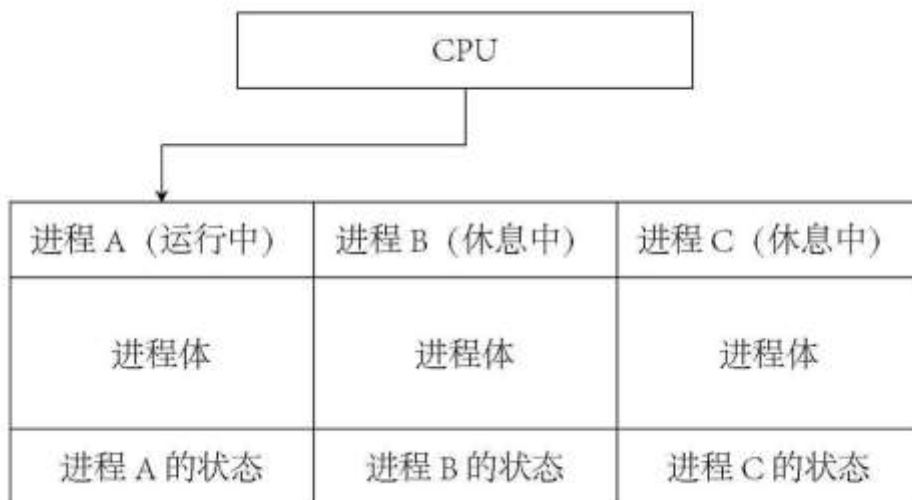 CPU
进程 A（运行中） 进程 B（休息中） 进程 C（休息中）
进程体 进程体 进程体
进程 A 的状态 进程 B 的状态 进程 C 的状态